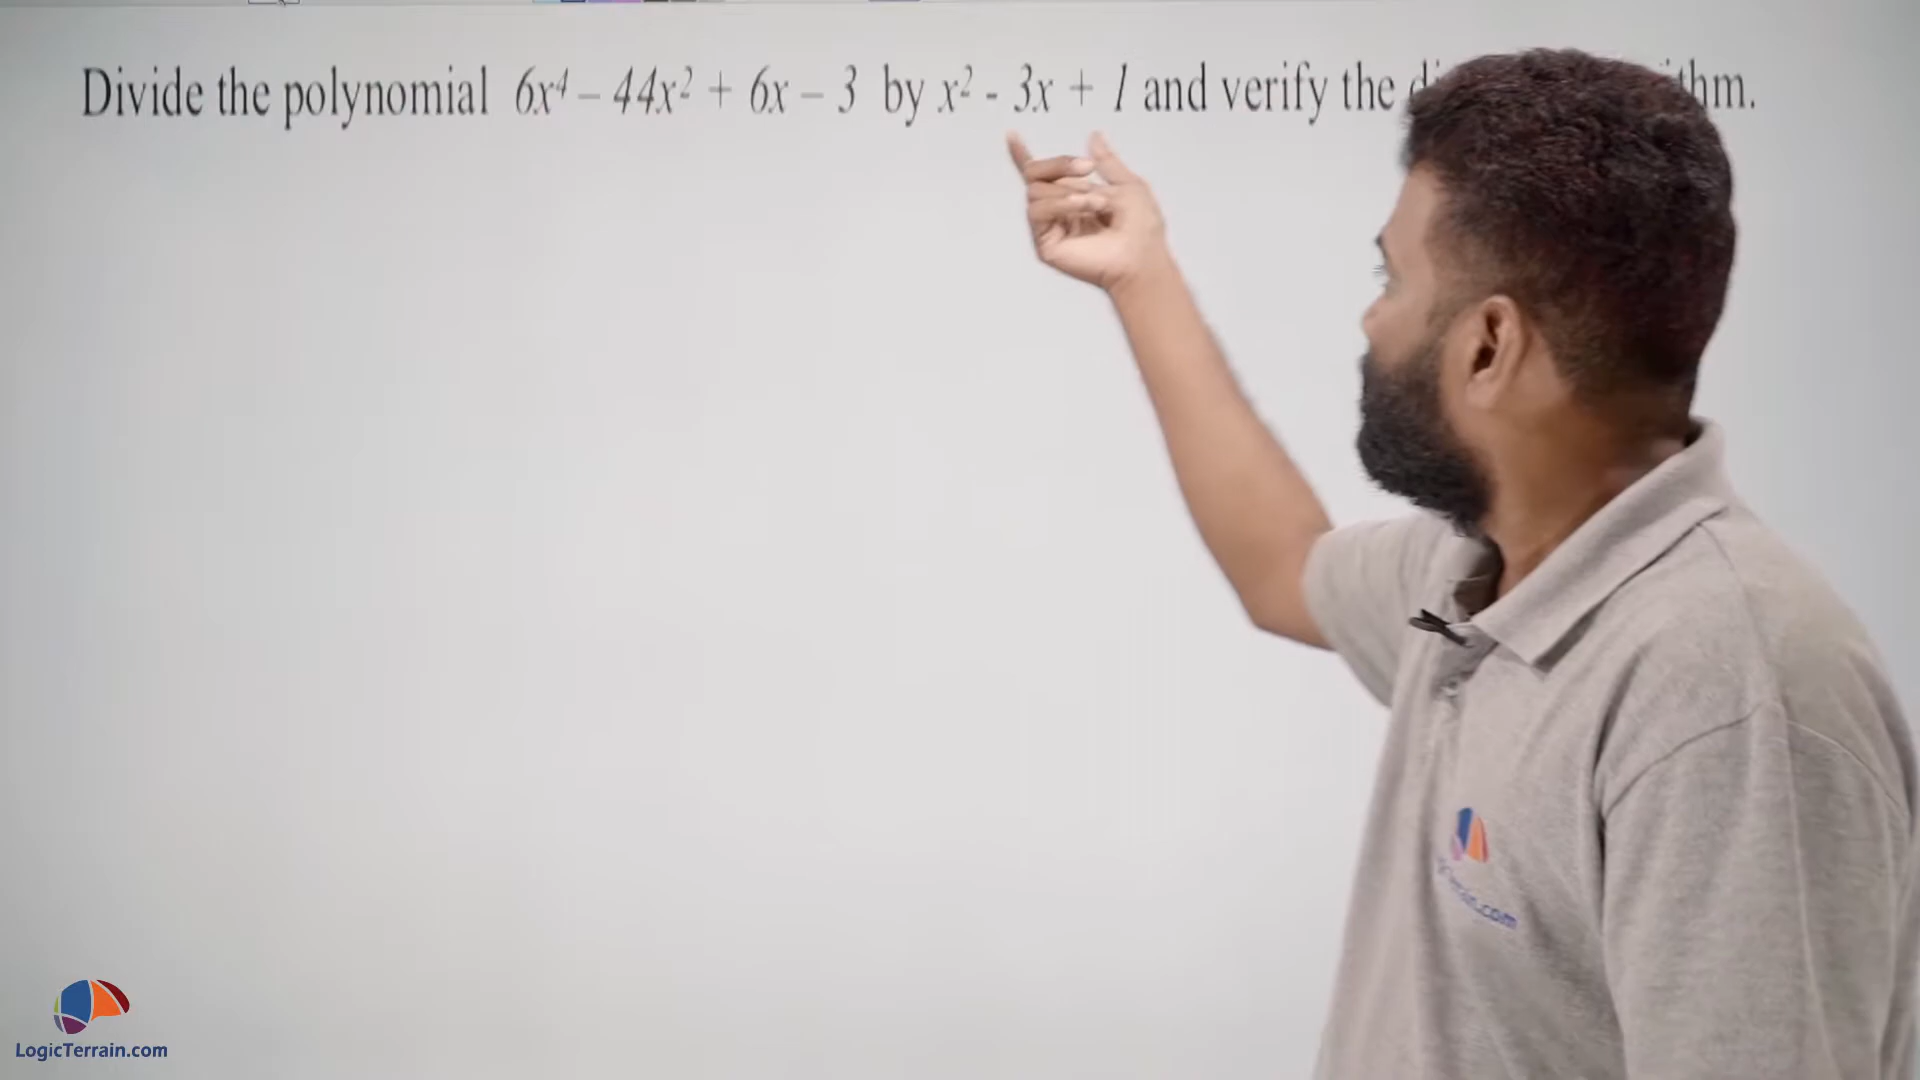 Divide the polynomial 6x⁴ – 44x² + 6x – 3 by x² - 3x + 1 and verify the
LogicTerrain.com